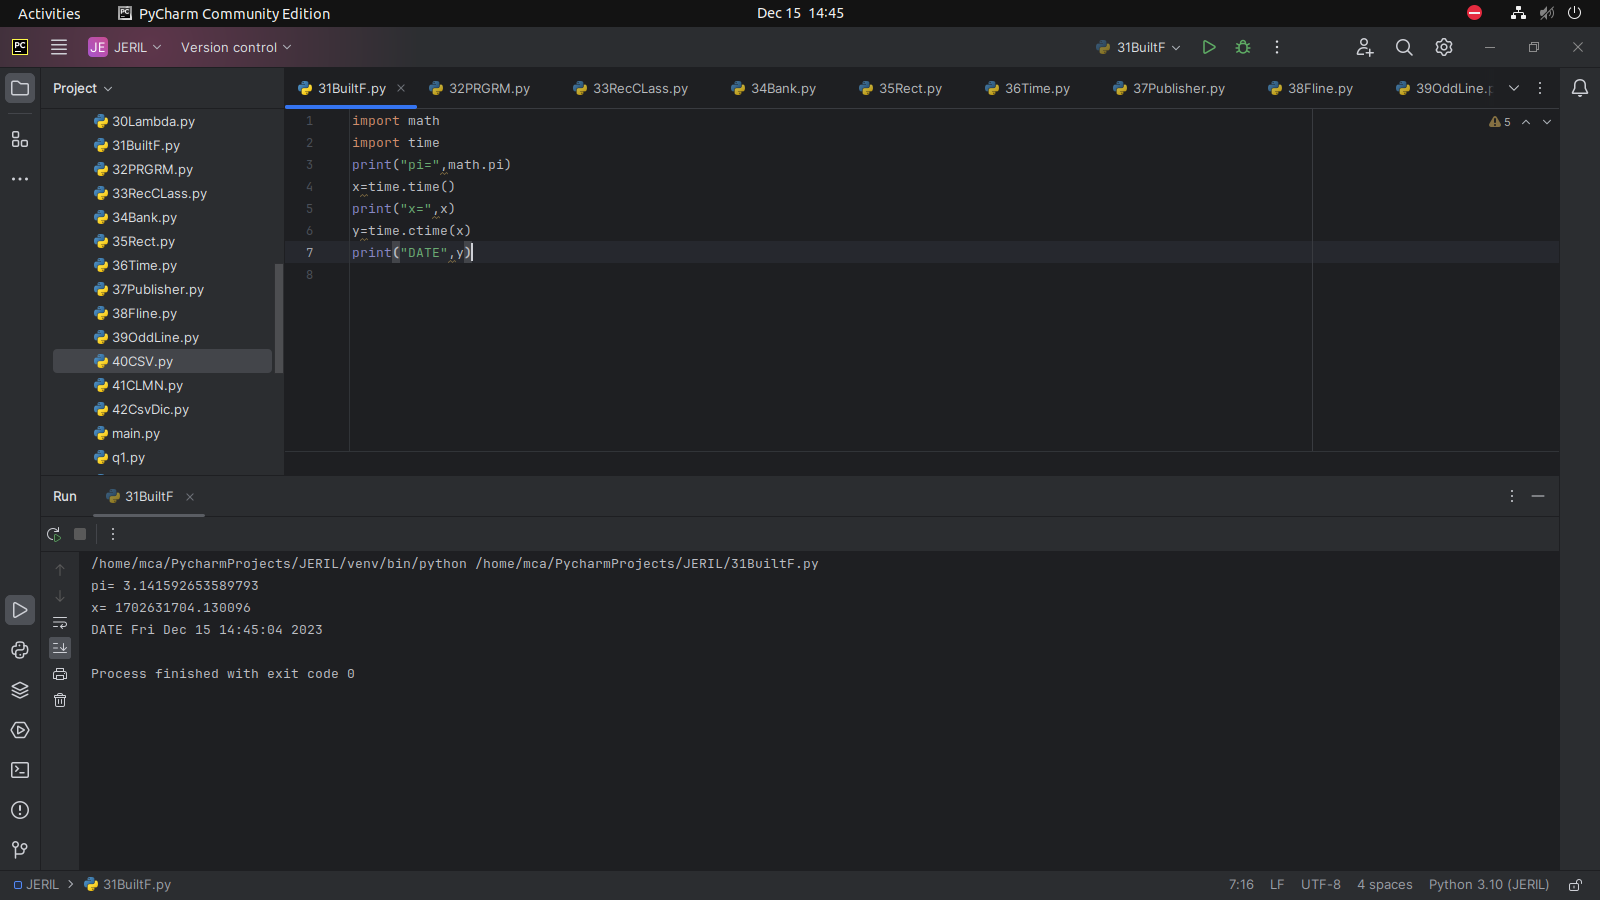 Activities PyCharm Community Edition Dec 15 14:45
PC JE JERIL Version control 31BuiltF
Project 31BuiltF.py 32PRGRM.py 33RecCLass.py 34Bank.py 35Rect.py 36Time.py 37Publisher.py 38Fline.py 39OddLine.p
30Lambda.py
31BuiltF.py
32PRGRM.py
33RecCLass.py
34Bank.py
35Rect.py
36Time.py
37Publisher.py
38Fline.py
39OddLine.py
40CSV.py
41CLMN.py
42CsvDic.py
main.py
q1.py
1 import math
2 import time
3 print("pi=",math.pi)
4 x=time.time()
5 print("x=",x)
6 y=time.ctime(x)
7 print("DATE",y)
8
5
Run 31BuiltF
/home/mca/PycharmProjects/JERIL/venv/bin/python /home/mca/PycharmProjects/JERIL/31BuiltF.py
pi= 3.141592653589793
x= 1702631704.130096
DATE Fri Dec 15 14:45:04 2023
Process finished with exit code 0
JERIL 31BuiltF.py 7:16 LF UTF-8 4 spaces Python 3.10 (JERIL)